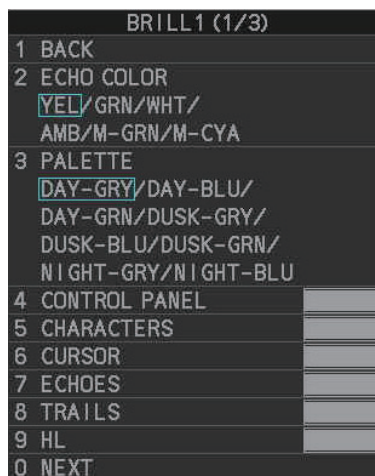 BRILL1 (1/3)
1 BACK
2 ECHO COLOR
YEL/GRN/WHT/
AMB/M-GRN/M-CYA
3 PALETTE
DAY-GRY/DAY-BLU/
DAY-GRN/DUSK-GRY/
DUSK-BLU/DUSK-GRN/
NIGHT-GRY/NIGHT-BLU
4 CONTROL PANEL
5 CHARACTERS
6 CURSOR
7 ECHOES
8 TRAILS
9 HL
0 NEXT